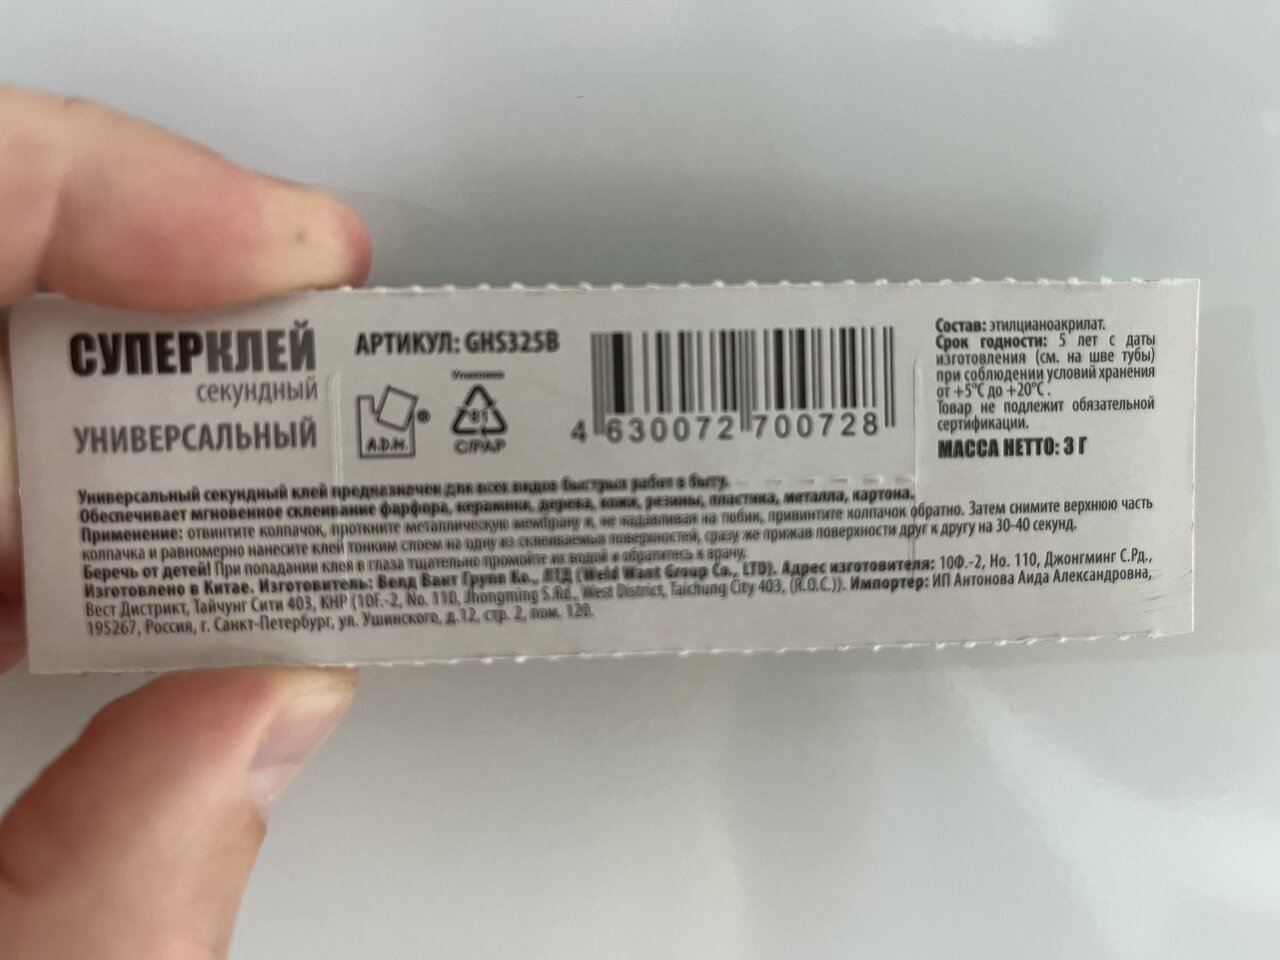 СУПЕРКЛЕЙ
секундный
УНИВЕРСАЛЬНЫЙ
АРТИКУЛ: GHS325B
A.D.M.®
Упаковка
81
C/PAP
4 630072 700728
Состав: этилцианоакрилат.
Срок годности: 5 лет с даты
изготовления (см. на шве тубы)
при соблюдении условий хранения
от +5°С до +20°С .
Товар не подлежит обязательной
сертификации.
МАССА НЕТТО: 3 Г
Универсальный секундный клей предназначен для всех видов быстрых работ в быту.
Обеспечивает мгновенное склеивание фарфора, керамики, дерева, кожи, резины, пластика, металла, картона.
Применение: отвинтите колпачок, проткните металлическую мембрану и, не надавливая на тюбик, привинтите колпачок обратно. Затем снимите верхнюю часть
колпачка и равномерно нанесите клей тонким слоем на одну из склеиваемых поверхностей, сразу же прижав поверхности друг к другу на 30-40 секунд.
Беречь от детей! При попадании клея в глаза тщательно промойте их водой и обратитесь к врачу.
Изготовлено в Китае. Изготовитель: Велд Вант Групп Ко., ЛТД (Weld Want Group Co., LTD). Адрес изготовителя: 10Ф.-2, Но. 110, Джонгминг С.Рд.,
Вест Дистрикт, Тайчунг Сити 403, КНР (10F.-2, No. 110, Jhongming S.Rd., West District, Taichung City 403, (R.O.C.)). Импортер: ИП Антонова Аида Александровна,
195267, Россия, г. Санкт-Петербург, ул. Ушинского, д.12, стр. 2, пом. 120.